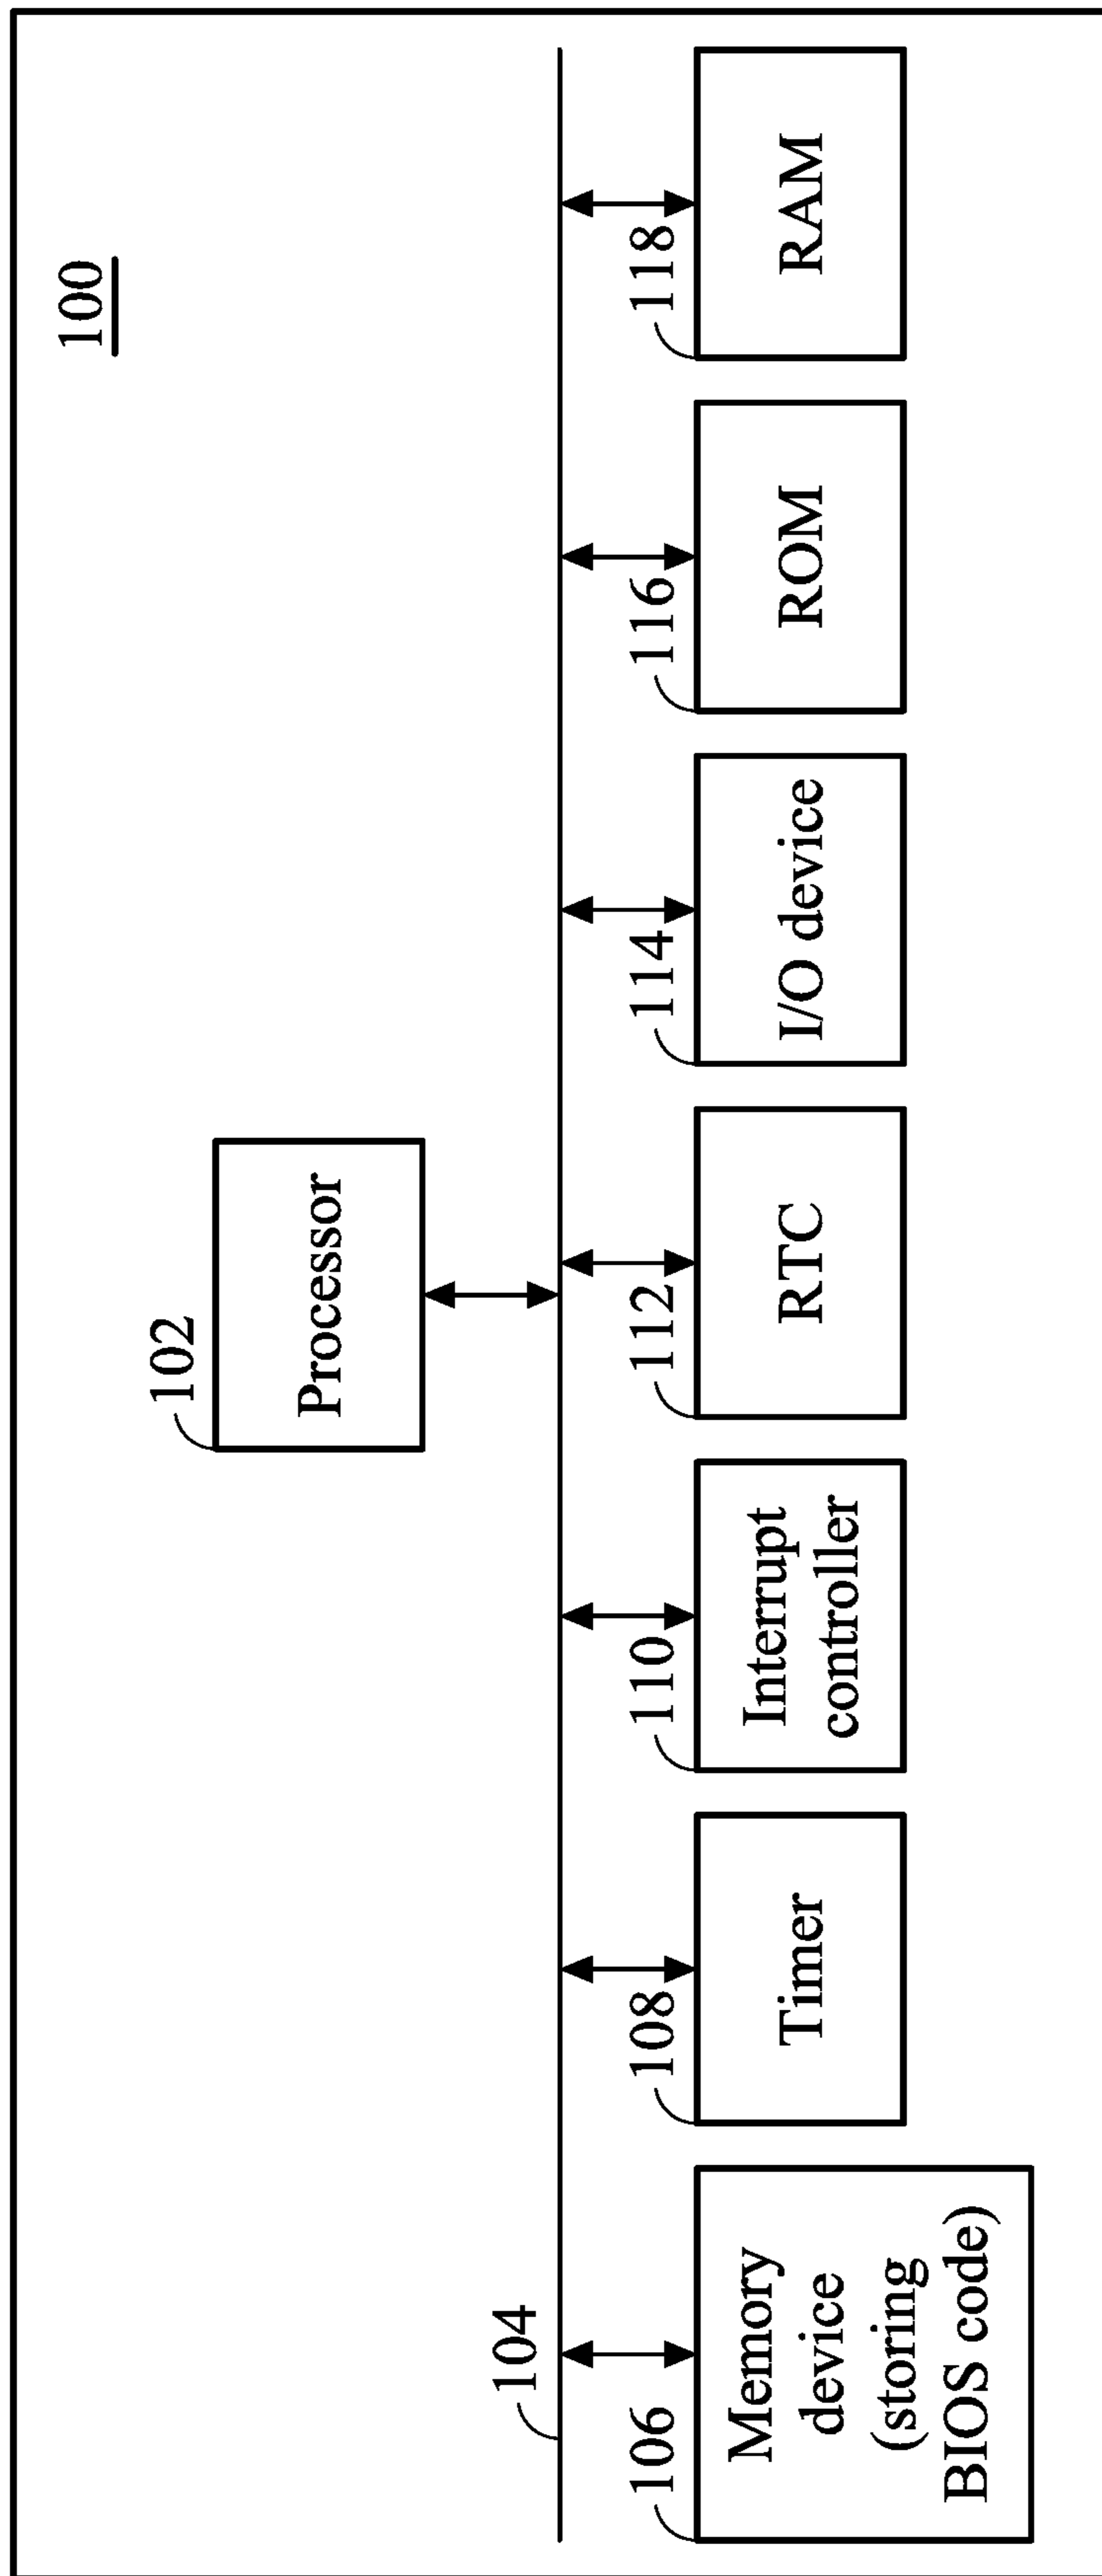 100
102
Processor
104
106
Memory
device
(storing
BIOS code)
108
Timer
110
Interrupt
controller
112
RTC
114
I/O device
116
ROM
118
RAM